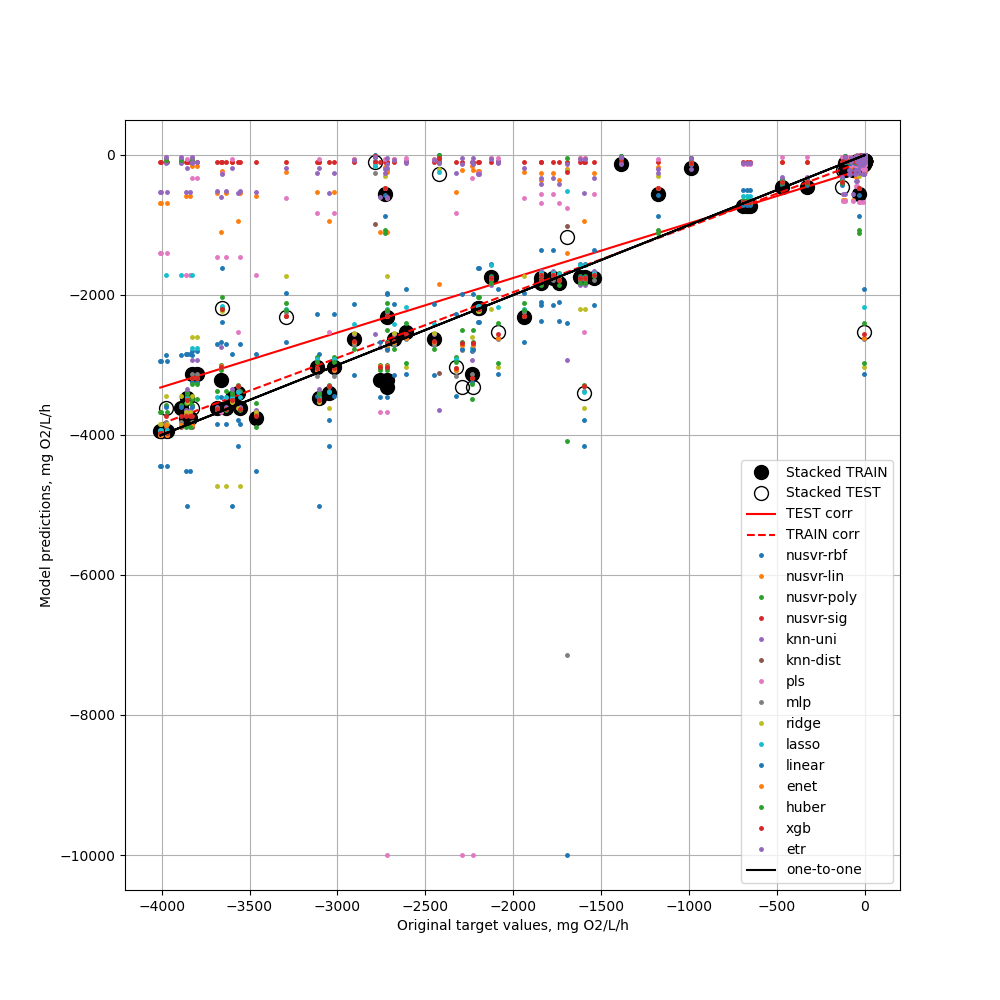 0
−2000
−4000
−6000
−8000
−10000
Model predictions, mg O2/L/h
−4000
−3500
−3000
−2500
−2000
−1500
−1000
−500
0
Original target values, mg O2/L/h
Stacked TRAIN
Stacked TEST
TEST corr
TRAIN corr
nusvr-rbf
nusvr-lin
nusvr-poly
nusvr-sig
knn-uni
knn-dist
pls
mlp
ridge
lasso
linear
enet
huber
xgb
etr
one-to-one